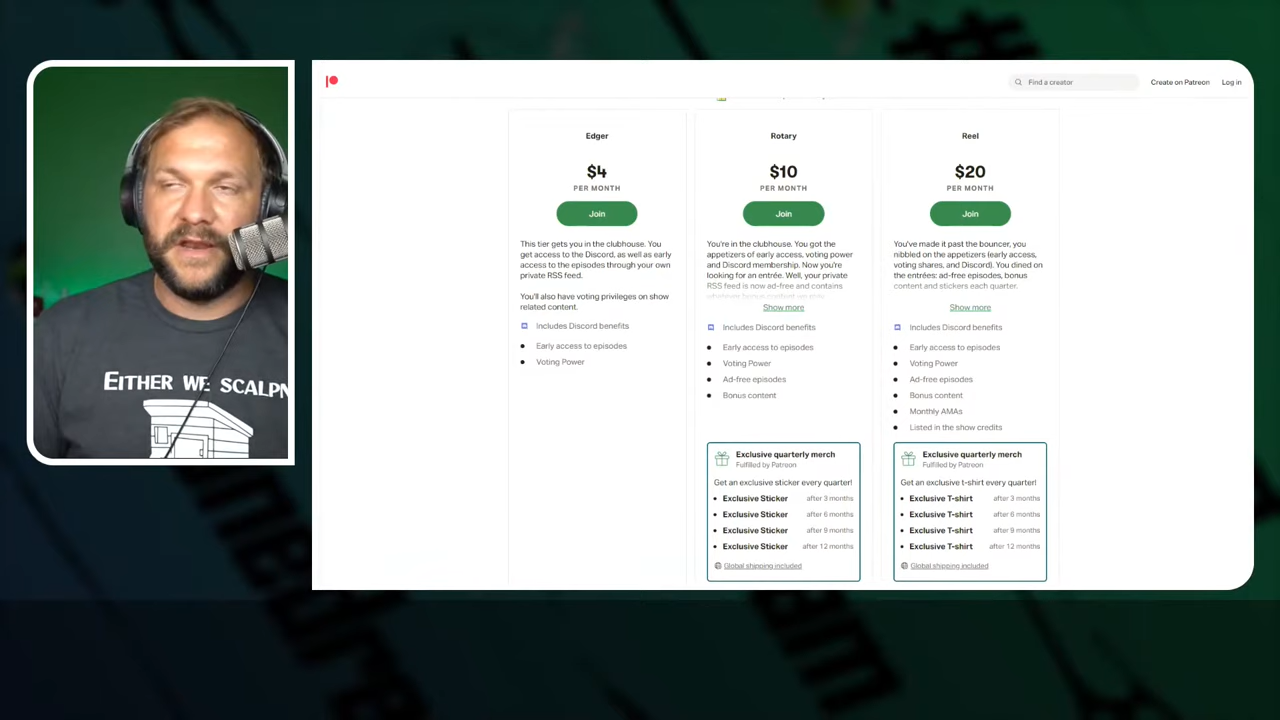 Find a creator
Create on Patreon
Log in
Edger
$4
PER MONTH
Join
This tier gets you in the clubhouse. You
get access to the Discord, as well as early
access to the episodes through your own
private RSS feed.
You'll also have voting privileges on show
related content.
Includes Discord benefits
Early access to episodes
Voting Power
Rotary
$10
PER MONTH
Join
You're in the clubhouse. You got the
appetizers of early access, voting power
and Discord membership. Now you're
looking for an entrée. Well, your private
RSS feed is now ad-free and contains
whatever bonus content we may
Show more
Includes Discord benefits
Early access to episodes
Voting Power
Ad-free episodes
Bonus content
Exclusive quarterly merch
Fulfilled by Patreon
Get an exclusive sticker every quarter!
Exclusive Sticker after 3 months
Exclusive Sticker after 6 months
Exclusive Sticker after 9 months
Exclusive Sticker after 12 months
Global shipping included
Reel
$20
PER MONTH
Join
You've made it past the bouncer, you
nibbled on the appetizers (early access,
voting shares, and Discord). You dined on
the entrées: ad-free episodes, bonus
content and stickers each quarter.
Show more
Includes Discord benefits
Early access to episodes
Voting Power
Ad-free episodes
Bonus content
Monthly AMAs
Listed in the show credits
Exclusive quarterly merch
Fulfilled by Patreon
Get an exclusive t-shirt every quarter!
Exclusive T-shirt after 3 months
Exclusive T-shirt after 6 months
Exclusive T-shirt after 9 months
Exclusive T-shirt after 12 months
Global shipping included
EITHER WE SCALPN